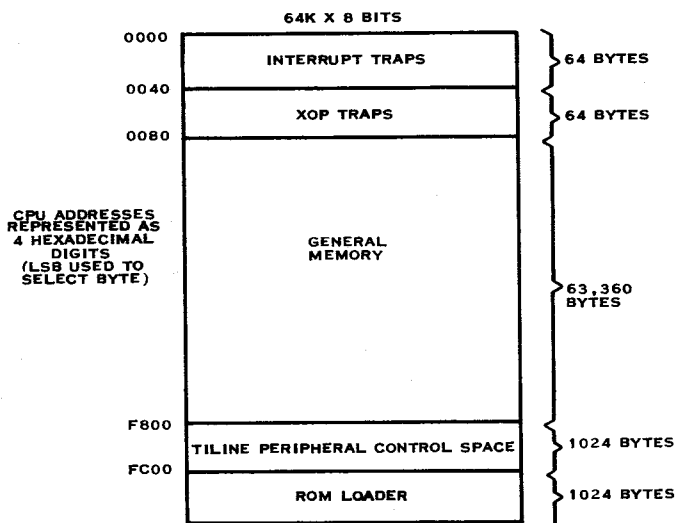 64K X 8 BITS
0000
INTERRUPT TRAPS
64 BYTES
0040
XOP TRAPS
64 BYTES
0080
CPU ADDRESSES
REPRESENTED AS
4 HEXADECIMAL
DIGITS
(LSB USED TO
SELECT BYTE)
GENERAL
MEMORY
63,360
BYTES
F800
TILINE PERIPHERAL CONTROL SPACE
1024 BYTES
FC00
ROM LOADER
1024 BYTES